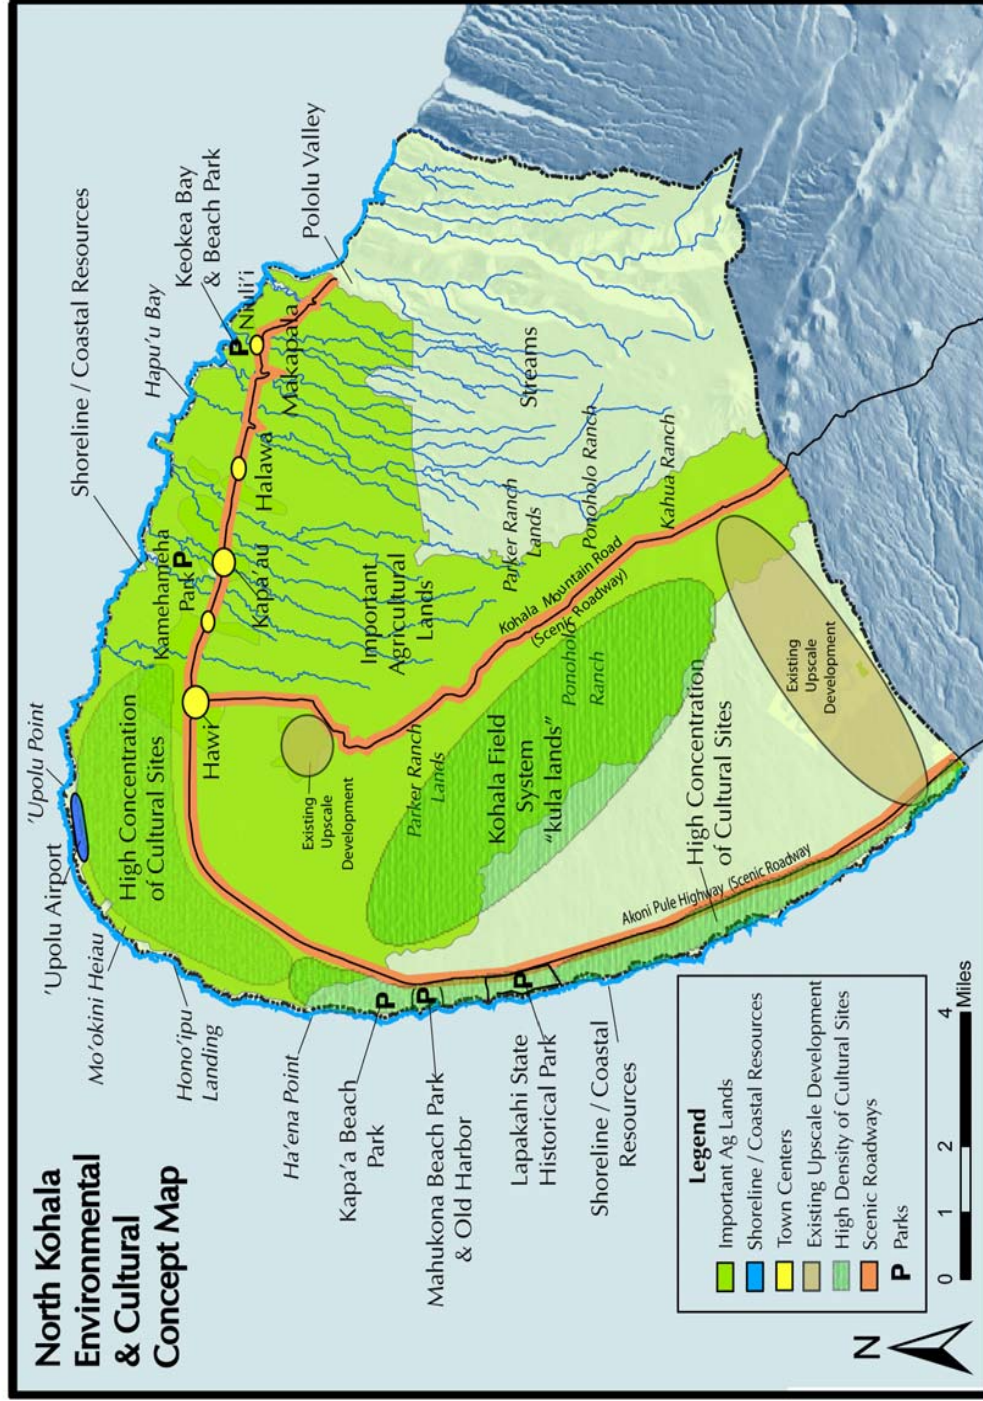 North Kohala
Environmental
& Cultural
Concept Map
'Upolu Point
'Upolu Airport
Mo'okini Heiau
Hono'ipu
Landing
Ha'ena Point
Kapa'a Beach
Park
Mahukona Beach Park
& Old Harbor
Lapakahi State
Historical Park
Shoreline / Coastal
Resources
Shoreline / Coastal Resources
Hapu'u Bay
Keokea Bay
& Beach Park
Pololu Valley
High Concentration
of Cultural Sites
Hawi
Kamehameha
Park P
Kapa'au
Halawa
Makapala
Niuli'i
P
Important
Agricultural
Lands
Streams
Existing
Upscale
Development
Parker Ranch
Lands
Parker Ranch
Lands
Ponoholo Ranch
Kahua Ranch
Kohala Mountain Road
(Scenic Roadway)
Kohala Field
System
"kula lands"
Ponoholo
Ranch
High Concentration
of Cultural Sites
Existing
Upscale
Development
Akoni Pule Highway (Scenic Roadway
P
P
P
Legend
Important Ag Lands
Shoreline / Coastal Resources
Town Centers
Existing Upscale Development
High Density of Cultural Sites
Scenic Roadways
P Parks
N
0 1 2 4
Miles